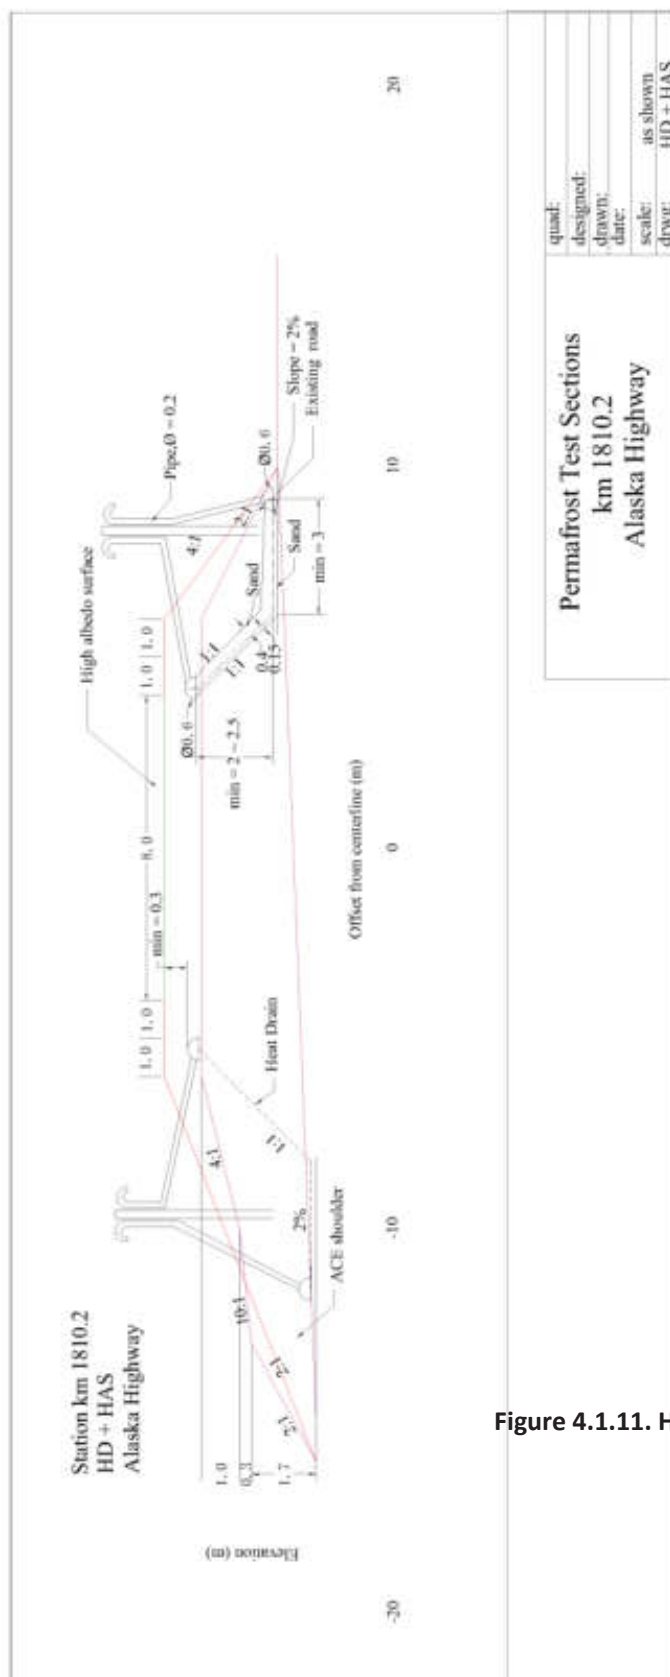 Station km 1810.2
HD + HAS
Alaska Highway
High albedo surface
1.0
1.0
8.0
1.0
1.0
min = 0.3
Pipe,Ø = 0.2
4:1
2:1
Ø0.6
Slope = 2%
Existing road
Sand
Sand
min = 3
1:1
1:1
0.4
0.15
Ø0.6
min = 2 - 2.5
Heat Drain
1:1
4:1
2%
ACE shoulder
10:1
2:1
2:1
1.0
0.3
1.7
Elevation (m)
-20
-10
0
10
20
Offset from centerline (m)
Permafrost Test Sections
km 1810.2
Alaska Highway
quad:
designed:
drawn:
date:
scale: as shown
drwg: HD + HAS
Figure 4.1.11. H